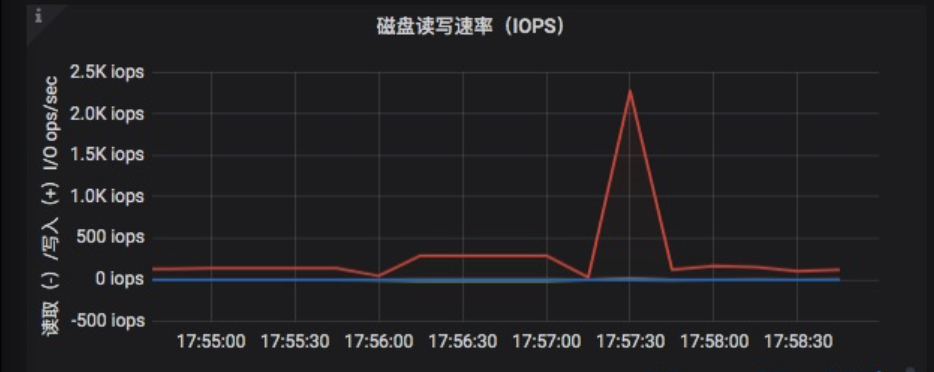 i
磁盘读写速率（IOPS）
读取（-）/写入（+）I/O ops/sec
2.5K iops
2.0K iops
1.5K iops
1.0K iops
500 iops
0 iops
-500 iops
17:55:00 17:55:30 17:56:00 17:56:30 17:57:00 17:57:30 17:58:00 17:58:30